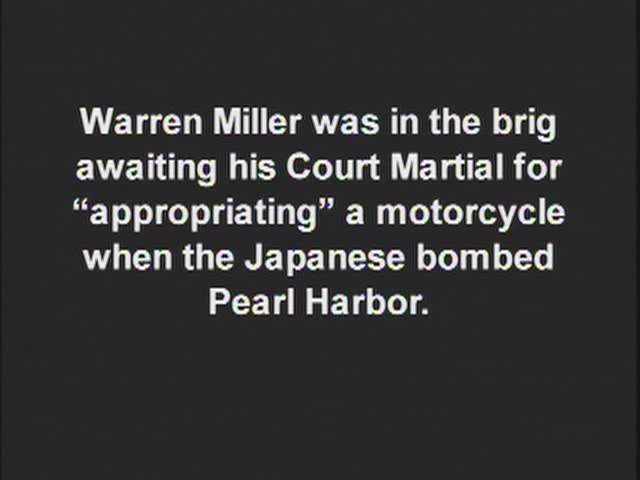 Warren Miller was in the brig
awaiting his Court Martial for
“appropriating” a motorcycle
when the Japanese bombed
Pearl Harbor.